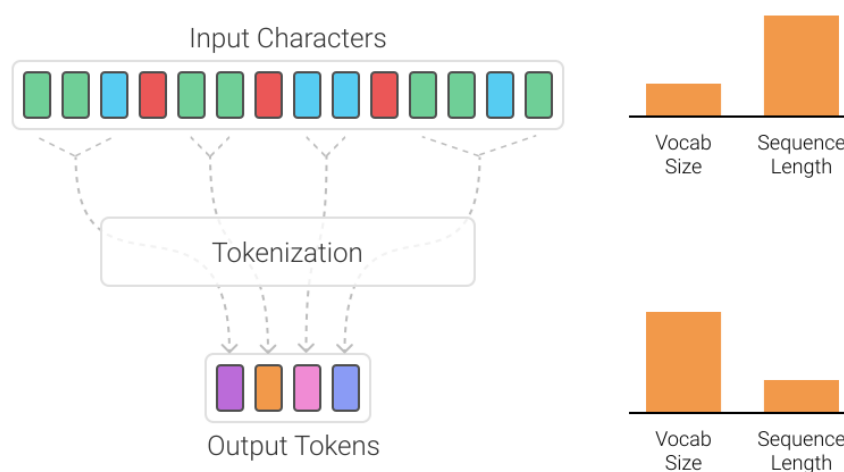 Input Characters
Vocab
Size
Sequence
Length
Tokenization
Output Tokens
Vocab
Size
Sequence
Length